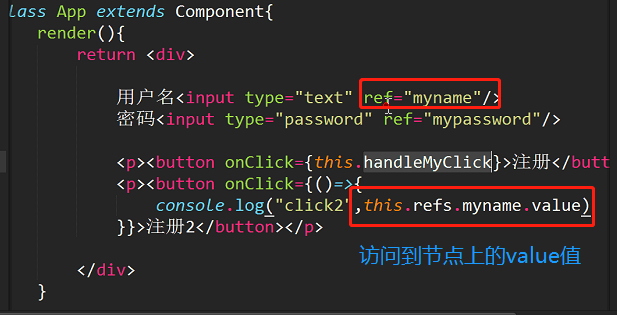 lass App extends Component{
render(){
return <div>
用户名<input type="text" ref="myname"/>
密码<input type="password" ref="mypassword"/>
<p><button onClick={this.handleMyClick}>注册</butt
<p><button onClick={()=>{
console.log("click2",this.refs.myname.value)
}}>注册2</button></p>
访问到节点上的value值
</div>
}